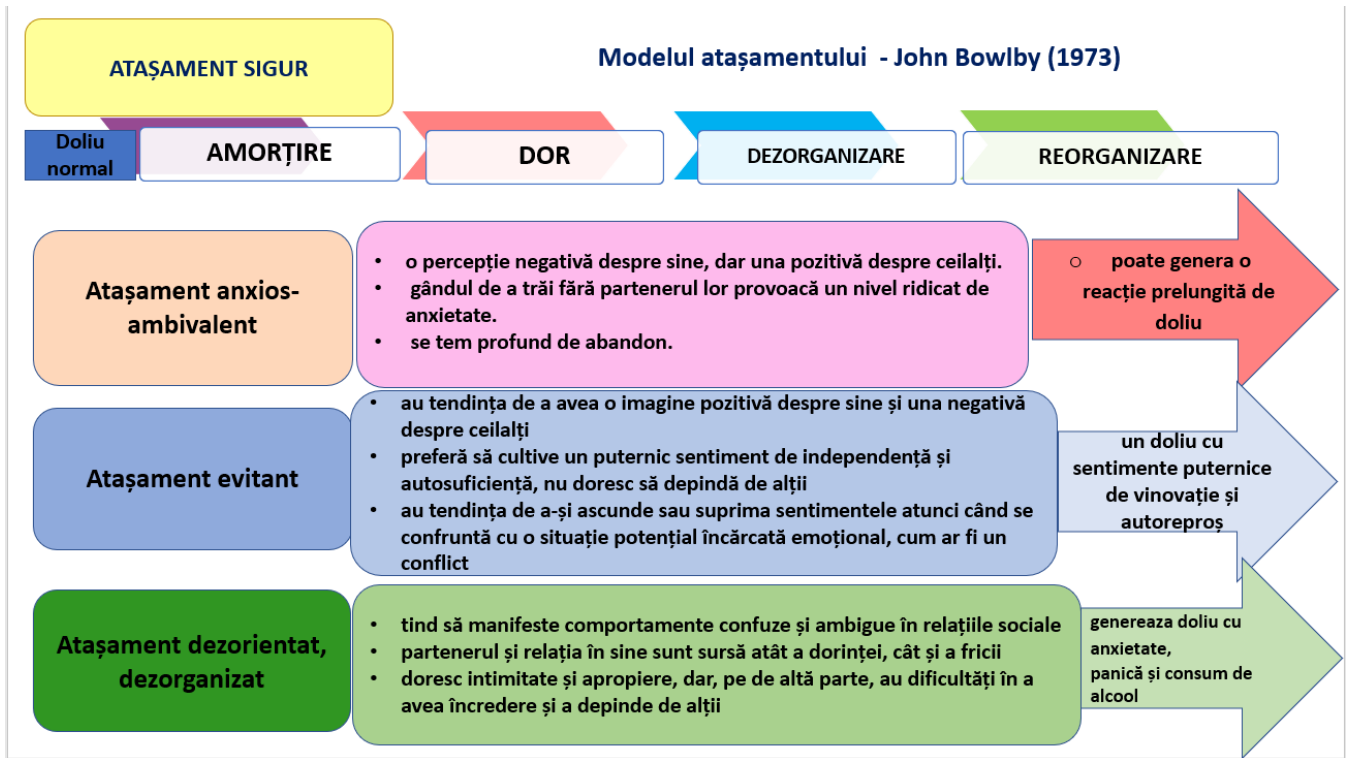 ATAȘAMENT SIGUR
Modelul atașamentului - John Bowlby (1973)
Doliu
normal
AMORȚIRE
DOR
DEZORGANIZARE
REORGANIZARE
Atașament anxios-
ambivalent
• o percepție negativă despre sine, dar una pozitivă despre ceilalți.
• gândul de a trăi fără partenerul lor provoacă un nivel ridicat de
anxietate.
• se tem profund de abandon.
o poate genera o
reacție prelungită de
doliu
Atașament evitant
• au tendința de a avea o imagine pozitivă despre sine și una negativă
despre ceilalți
• preferă să cultive un puternic sentiment de independență și
autosuficiență, nu doresc să depindă de alții
• au tendința de a-și ascunde sau suprima sentimentele atunci când se
confruntă cu o situație potențial încărcată emoțional, cum ar fi un
conflict
un doliu cu
sentimente puternice
de vinovație și
autoreproș
Atașament dezorientat,
dezorganizat
• tind să manifeste comportamente confuze și ambigue în relațiile sociale
• partenerul și relația în sine sunt sursă atât a dorinței, cât și a fricii
• doresc intimitate și apropiere, dar, pe de altă parte, au dificultăți în a
avea încredere și a depinde de alții
genereaza doliu cu
anxietate,
panică și consum de
alcool